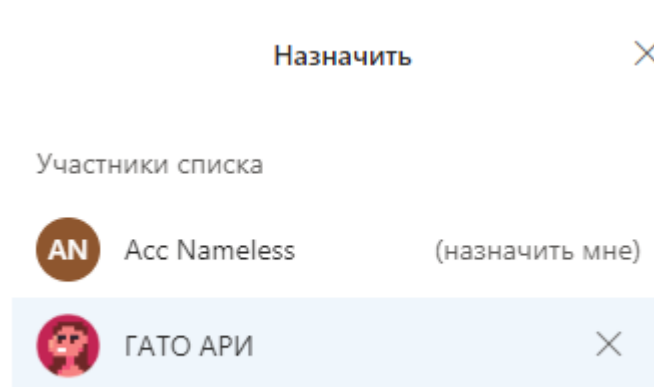 Назначить
Участники списка
AN Acc Nameless (назначить мне)
ГАТО АРИ